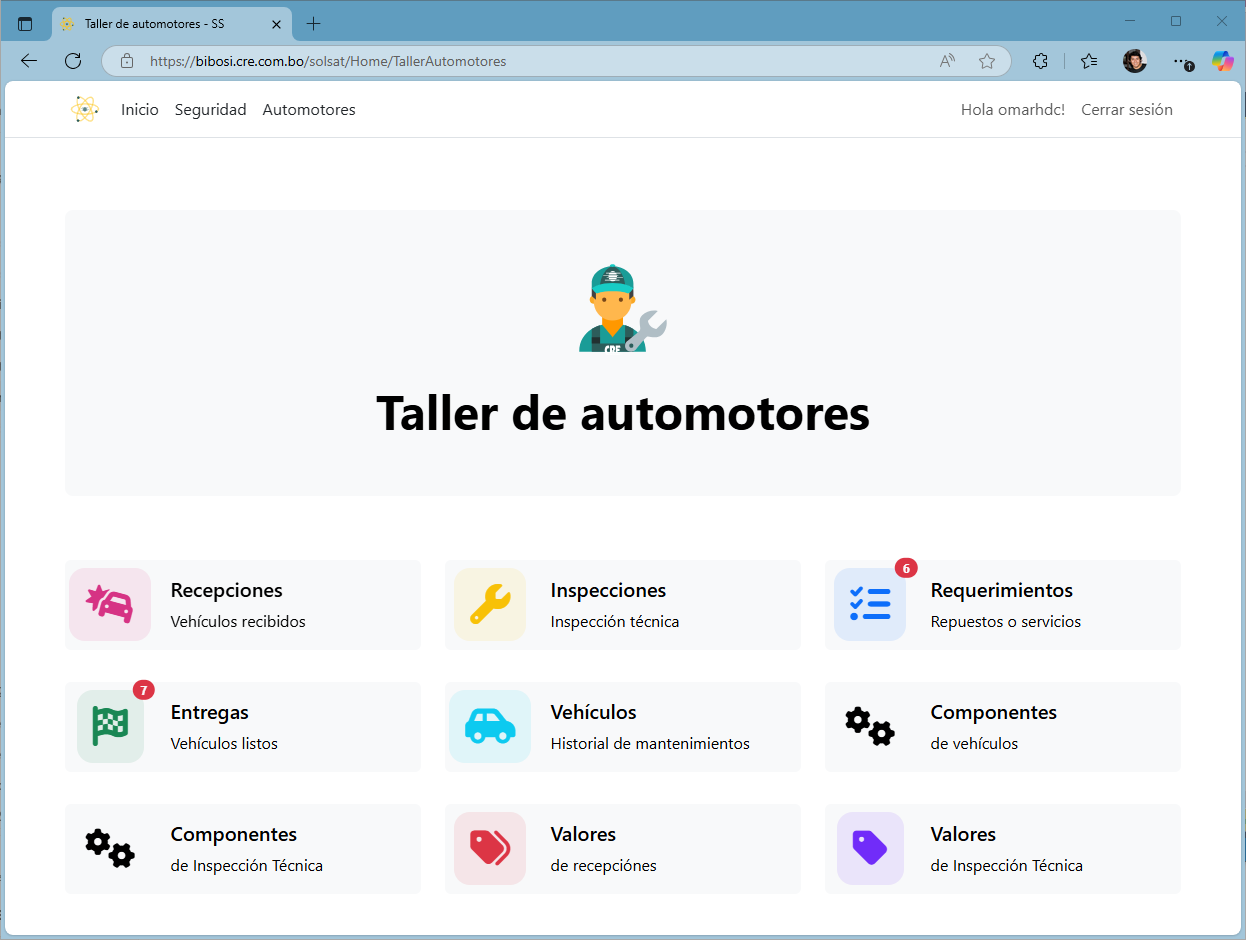 Taller de automotores - SS
https://bibosi.cre.com.bo/solsat/Home/TallerAutomotores
Inicio Seguridad Automotores Hola omarhdc! Cerrar sesión
CRE
Taller de automotores
Recepciones
Vehículos recibidos
Inspecciones
Inspección técnica
6
Requerimientos
Repuestos o servicios
7
Entregas
Vehículos listos
Vehículos
Historial de mantenimientos
Componentes
de vehículos
Componentes
de Inspección Técnica
Valores
de recepciónes
Valores
de Inspección Técnica